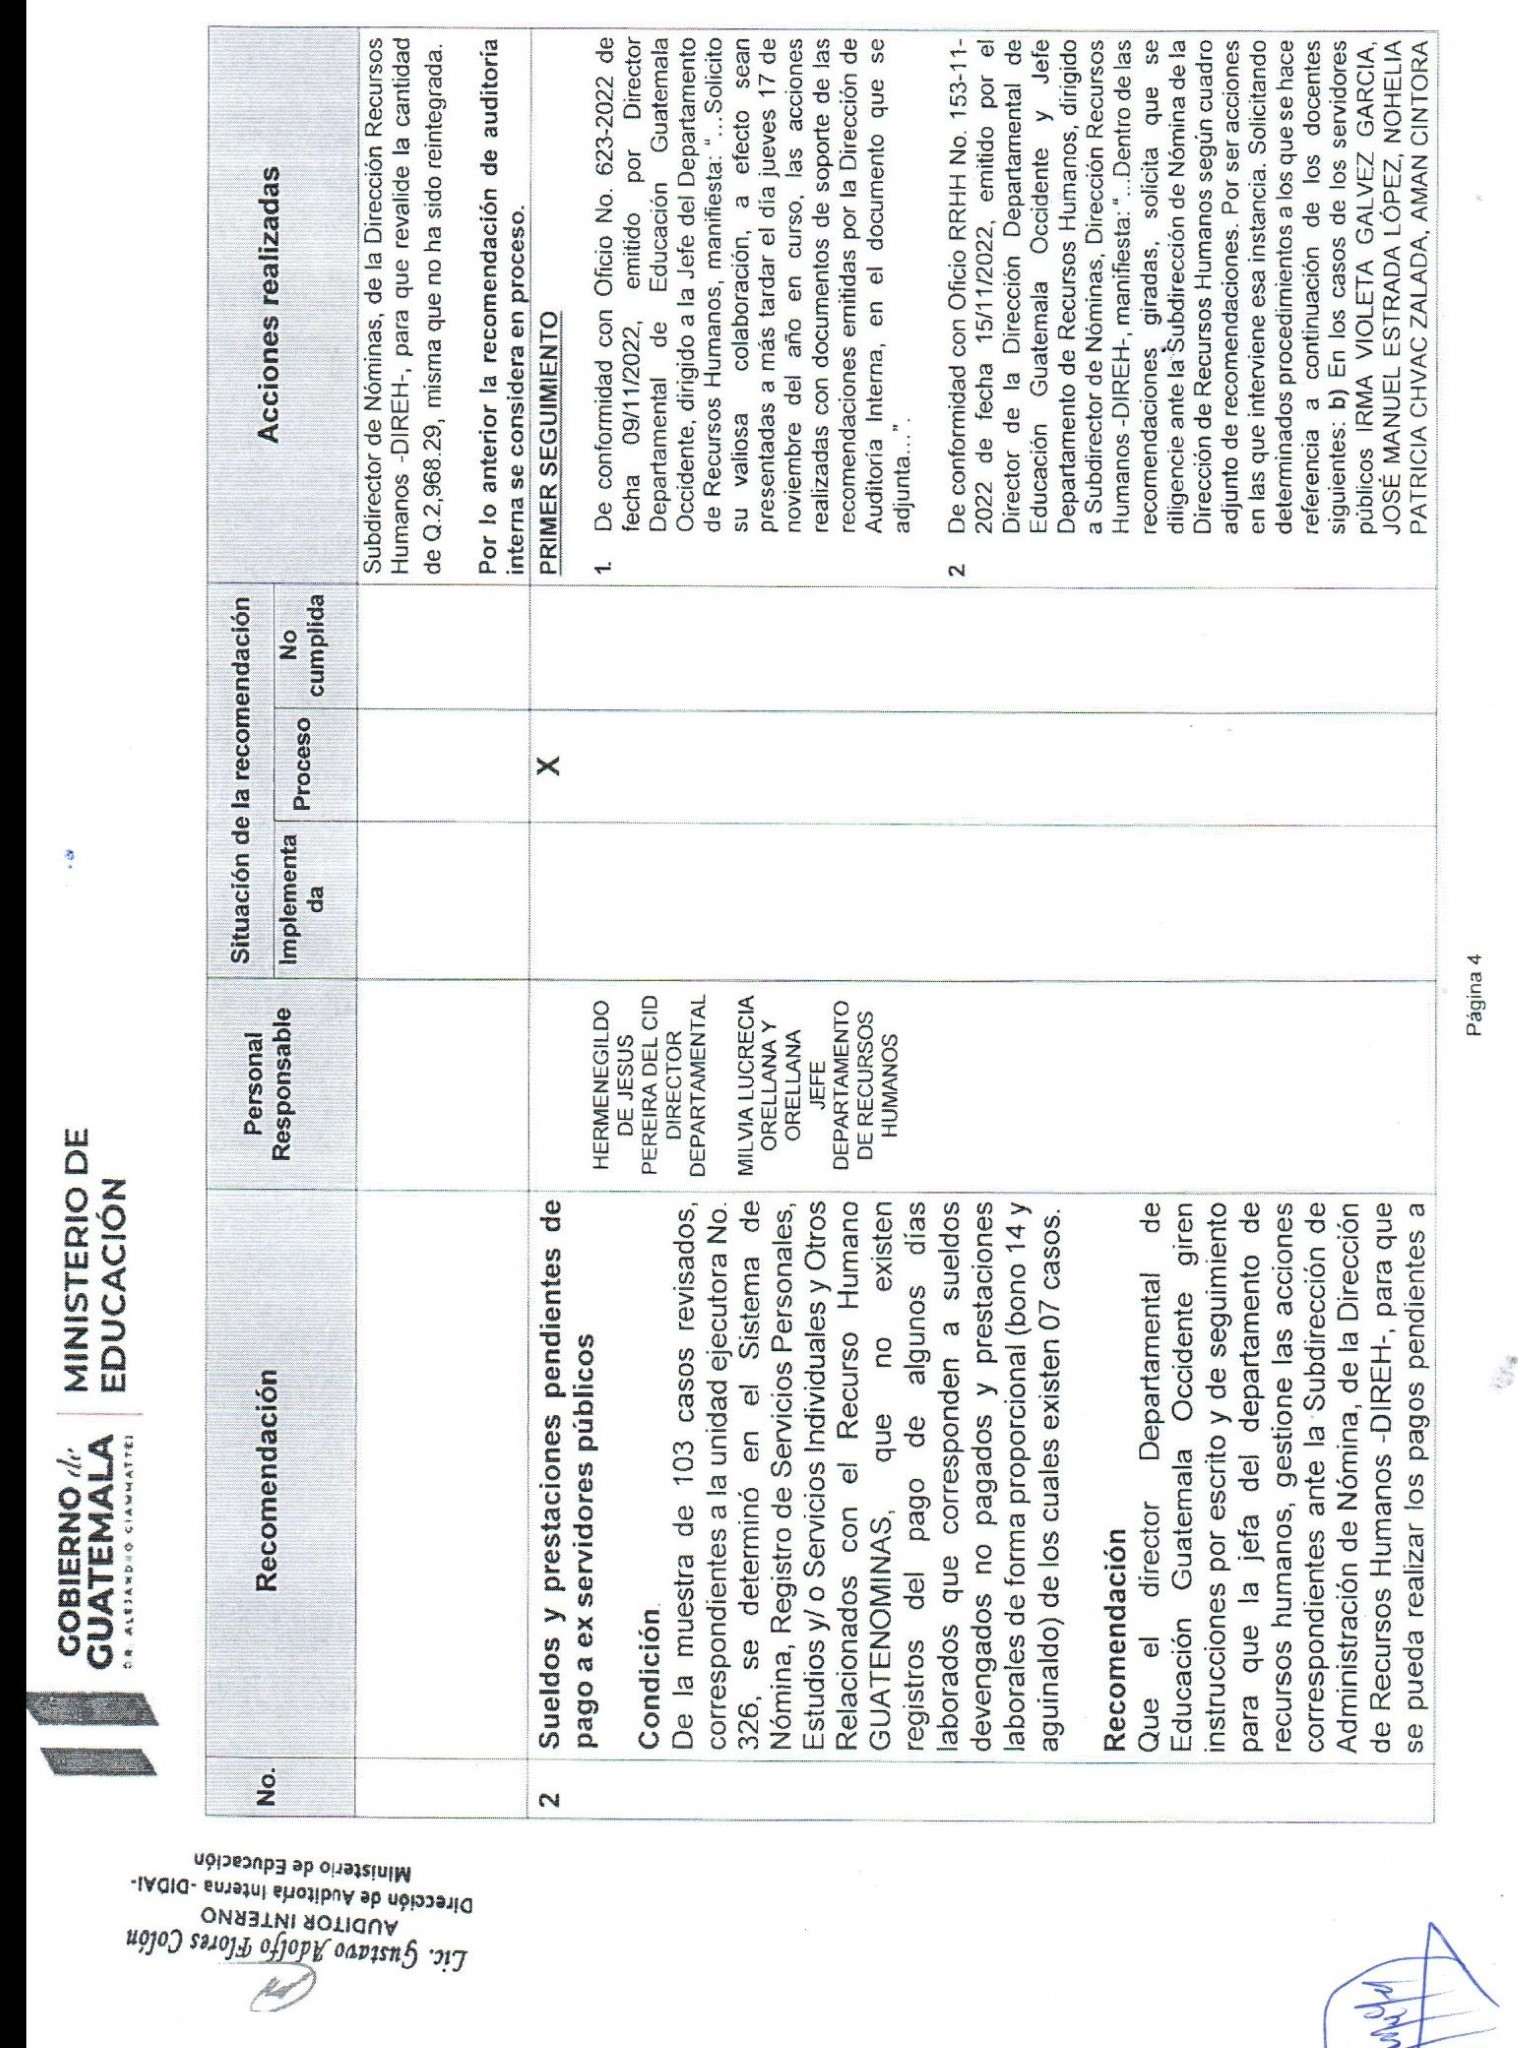 GOBIERNO de
GUATEMALA
DR. ALEJANDRO GIAMMATTEI
MINISTERIO DE
EDUCACIÓN
No.
Recomendación
Personal
Responsable
Situación de la recomendación
Implementa
da
Proceso
No
cumplida
Acciones realizadas
Subdirector de Nóminas, de la Dirección Recursos
Humanos -DIREH-, para que revalide la cantidad
de Q.2,968.29, misma que no ha sido reintegrada.
Por lo anterior la recomendación de auditoría
interna se considera en proceso.
2
Sueldos y prestaciones pendientes de
pago a ex servidores públicos
Condición
De la muestra de 103 casos revisados,
correspondientes a la unidad ejecutora No.
326, se determinó en el Sistema de
Nómina, Registro de Servicios Personales,
Estudios y/ o Servicios Individuales y Otros
Relacionados con el Recurso Humano
GUATENOMINAS, que no existen
registros del pago de algunos días
laborados que corresponden a sueldos
devengados no pagados y prestaciones
laborales de forma proporcional (bono 14 y
aguinaldo) de los cuales existen 07 casos.
Recomendación
Que el director Departamental de
Educación Guatemala Occidente giren
instrucciones por escrito y de seguimiento
para que la jefa del departamento de
recursos humanos, gestione las acciones
correspondientes ante la Subdirección de
Administración de Nómina, de la Dirección
de Recursos Humanos -DIREH-, para que
se pueda realizar los pagos pendientes a
HERMENEGILDO
DE JESUS
PEREIRA DEL CID
DIRECTOR
DEPARTAMENTAL
MILVIA LUCRECIA
ORELLANA Y
ORELLANA
JEFE
DEPARTAMENTO
DE RECURSOS
HUMANOS
X
PRIMER SEGUIMIENTO
1. De conformidad con Oficio No. 623-2022 de
fecha 09/11/2022, emitido por Director
Departamental de Educación Guatemala
Occidente, dirigido a la Jefe del Departamento
de Recursos Humanos, manifiesta: "...Solicito
su valiosa colaboración, a efecto sean
presentadas a más tardar el día jueves 17 de
noviembre del año en curso, las acciones
realizadas con documentos de soporte de las
recomendaciones emitidas por la Dirección de
Auditoría Interna, en el documento que se
adjunta...".
2 De conformidad con Oficio RRHH No. 153-11-
2022 de fecha 15/11/2022, emitido por el
Director de la Dirección Departamental de
Educación Guatemala Occidente y Jefe
Departamento de Recursos Humanos, dirigido
a Subdirector de Nóminas, Dirección Recursos
Humanos -DIREH-, manifiesta: "...Dentro de las
recomendaciones giradas, solicita que se
diligencie ante la Subdirección de Nómina de la
Dirección de Recursos Humanos según cuadro
adjunto de recomendaciones. Por ser acciones
en las que interviene esa instancia. Solicitando
determinados procedimientos a los que se hace
referencia a continuación de los docentes
siguientes: b) En los casos de los servidores
públicos IRMA VIOLETA GALVEZ GARCIA,
JOSÉ MANUEL ESTRADA LÓPEZ, NOHELIA
PATRICIA CHVAC ZALADA, AMAN CINTORA
Página 4
Lic. Gustavo Adolfo Flores Colón
AUDITOR INTERNO
Dirección de Auditoría Interna -DIDAI-
Ministerio de Educación